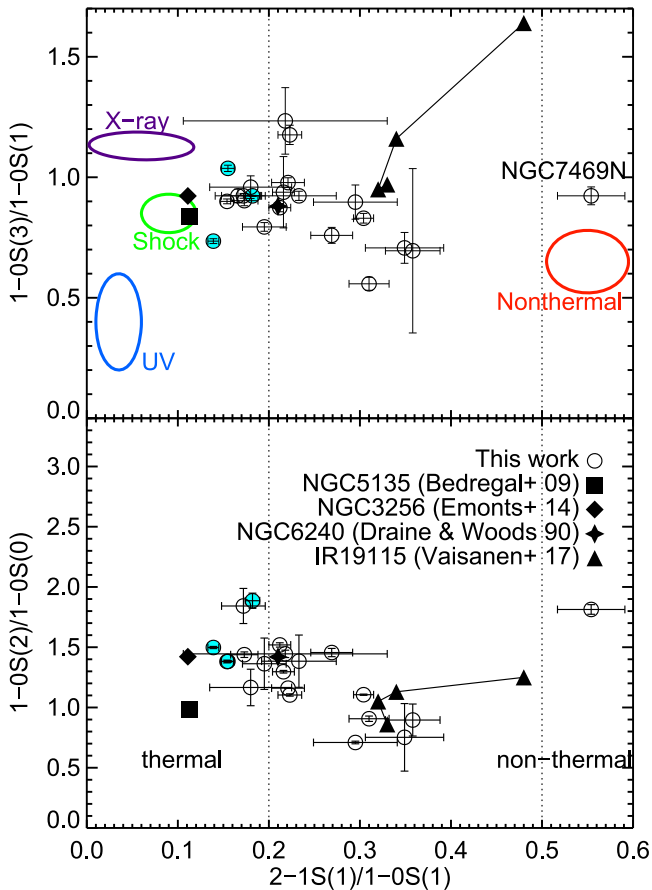 1.5
1.0
0.5
0.0
1−0S(3)/1−0S(1)
X−ray
Shock
UV
NGC7469N
Nonthermal
3.0
2.5
2.0
1.5
1.0
0.5
0.0
1−0S(2)/1−0S(0)
This work
NGC5135 (Bedregal+ 09)
NGC3256 (Emonts+ 14)
NGC6240 (Draine & Woods 90)
IR19115 (Vaisanen+ 17)
thermal
non−thermal
0.0 0.1 0.2 0.3 0.4 0.5 0.6
2−1S(1)/1−0S(1)